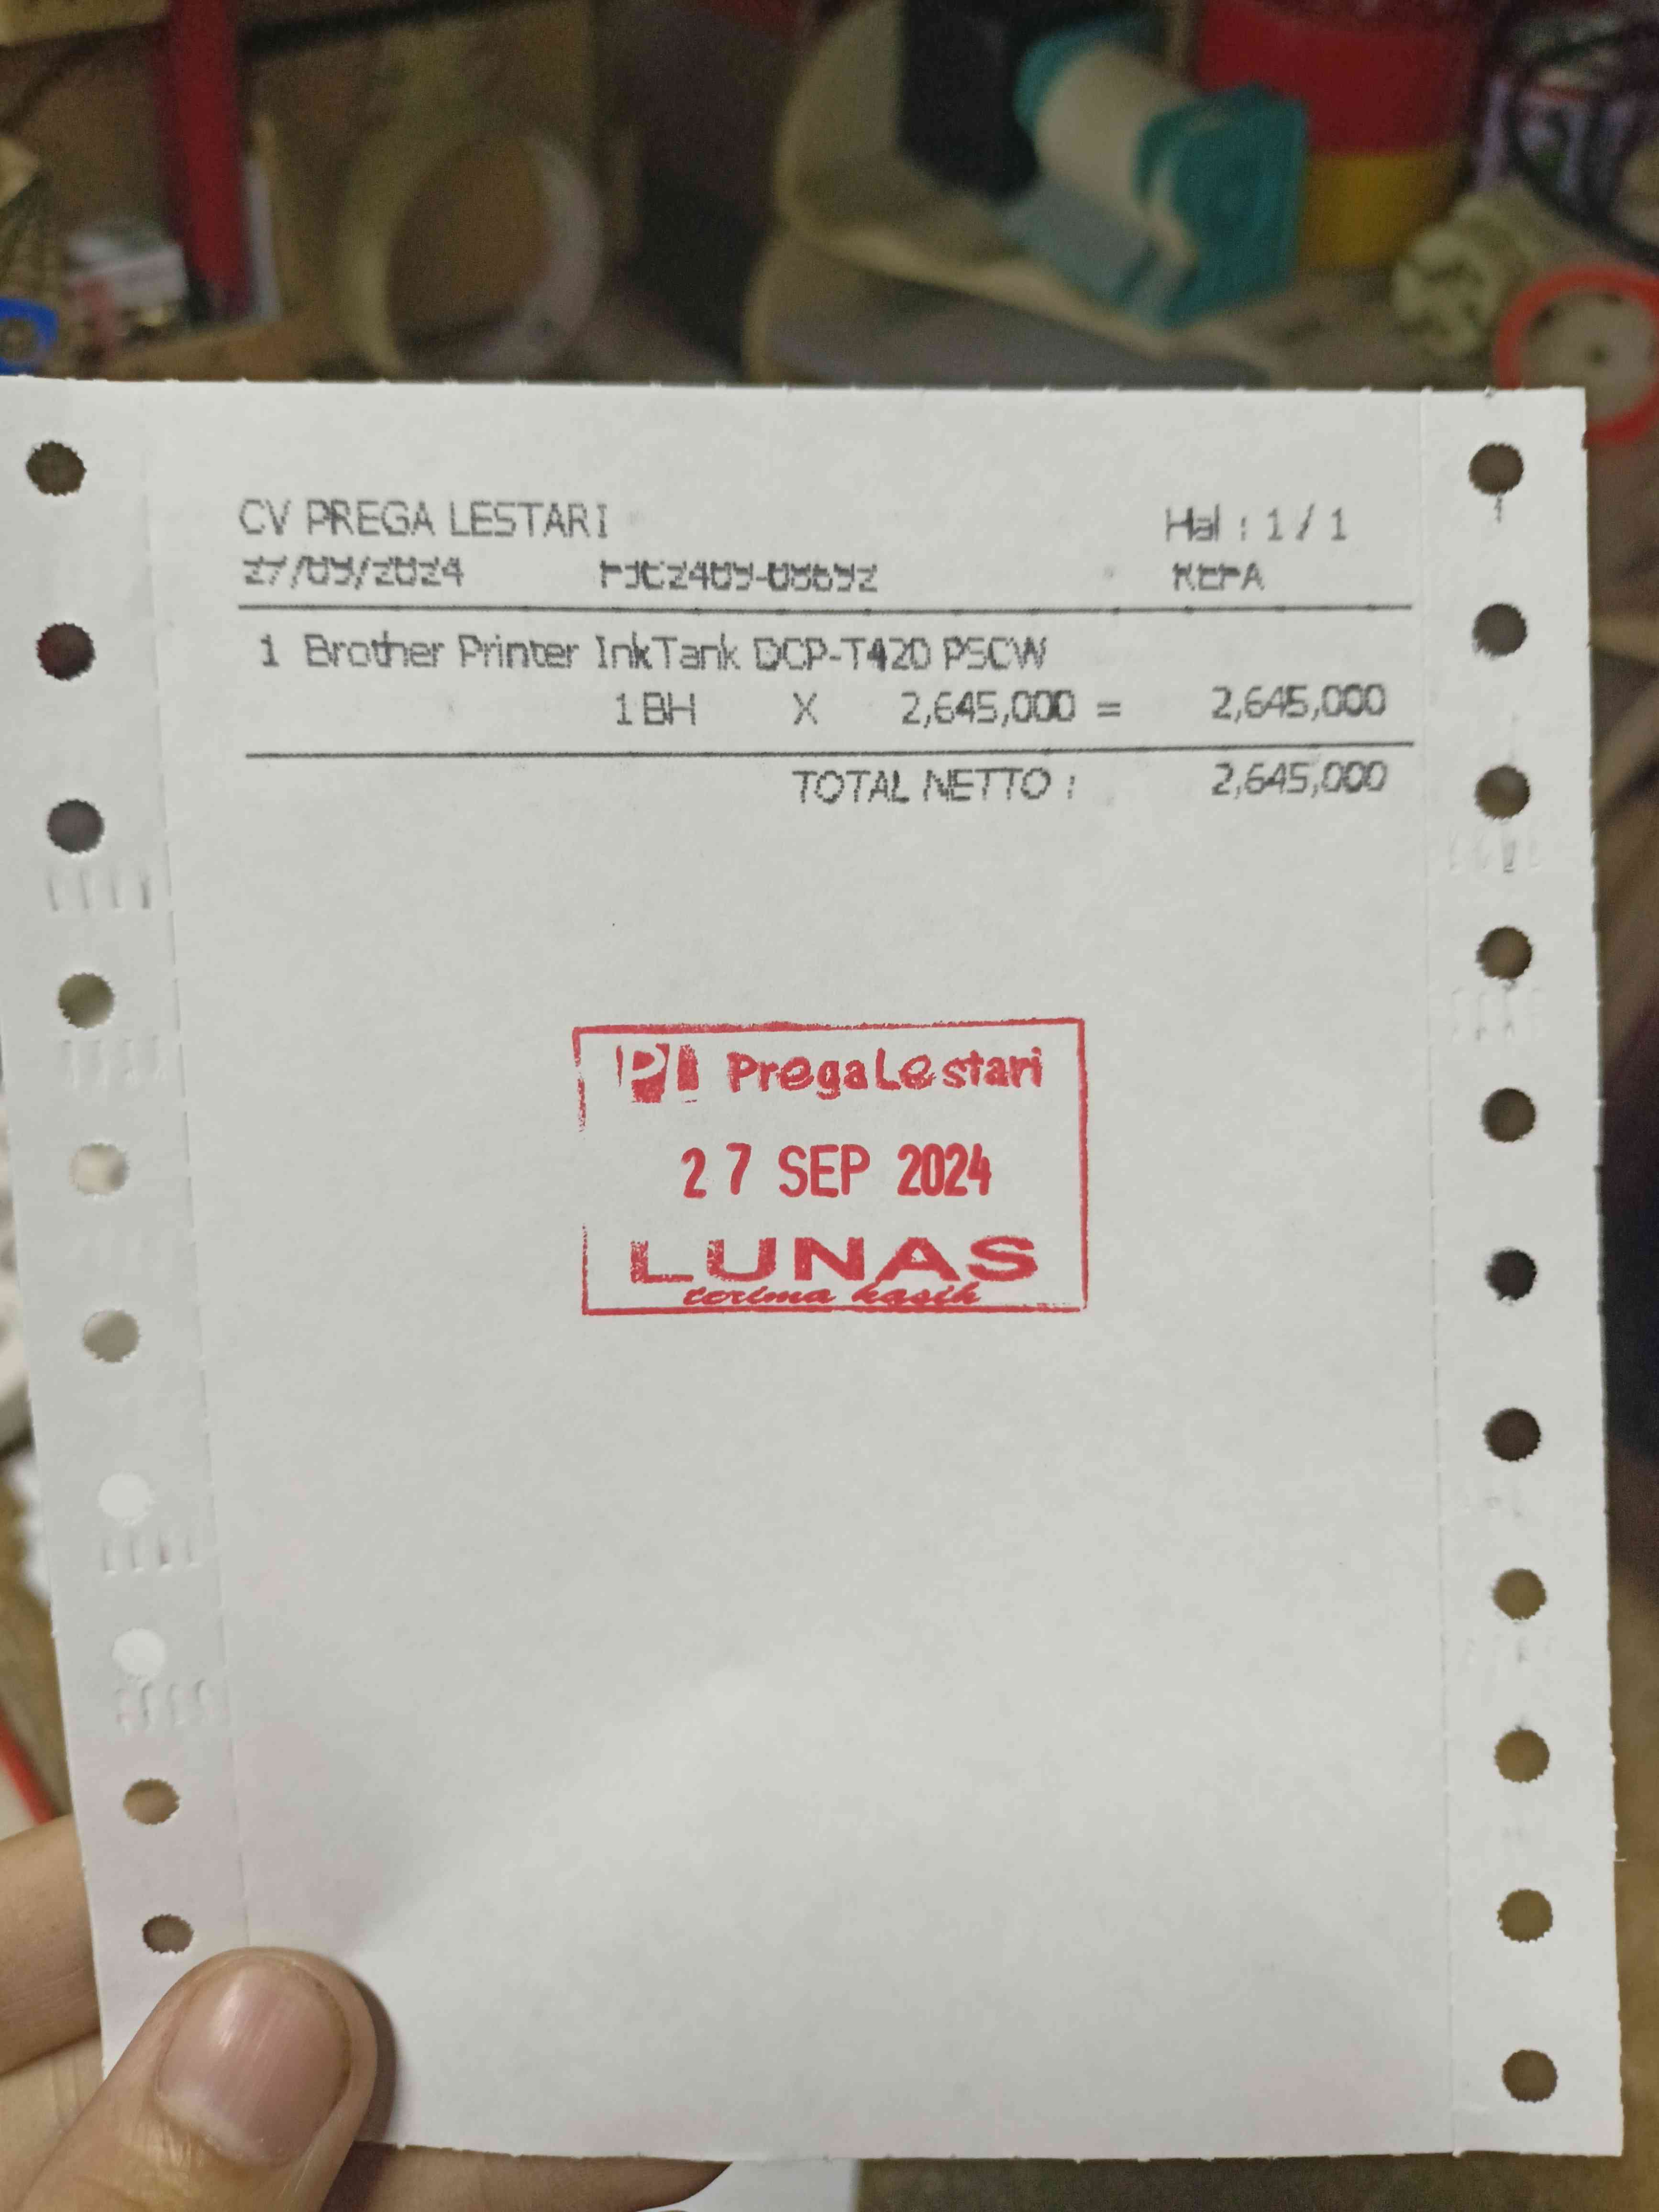 CV PREGA LESTARI Hal : 1 / 1
27/09/2024
1 Brother Printer InkTank DCP-T420 PSCW
1 BH X 2,645,000 = 2,645,000
TOTAL NETTO : 2,645,000
PL PregaLestari
27 SEP 2024
LUNAS
terima kasih